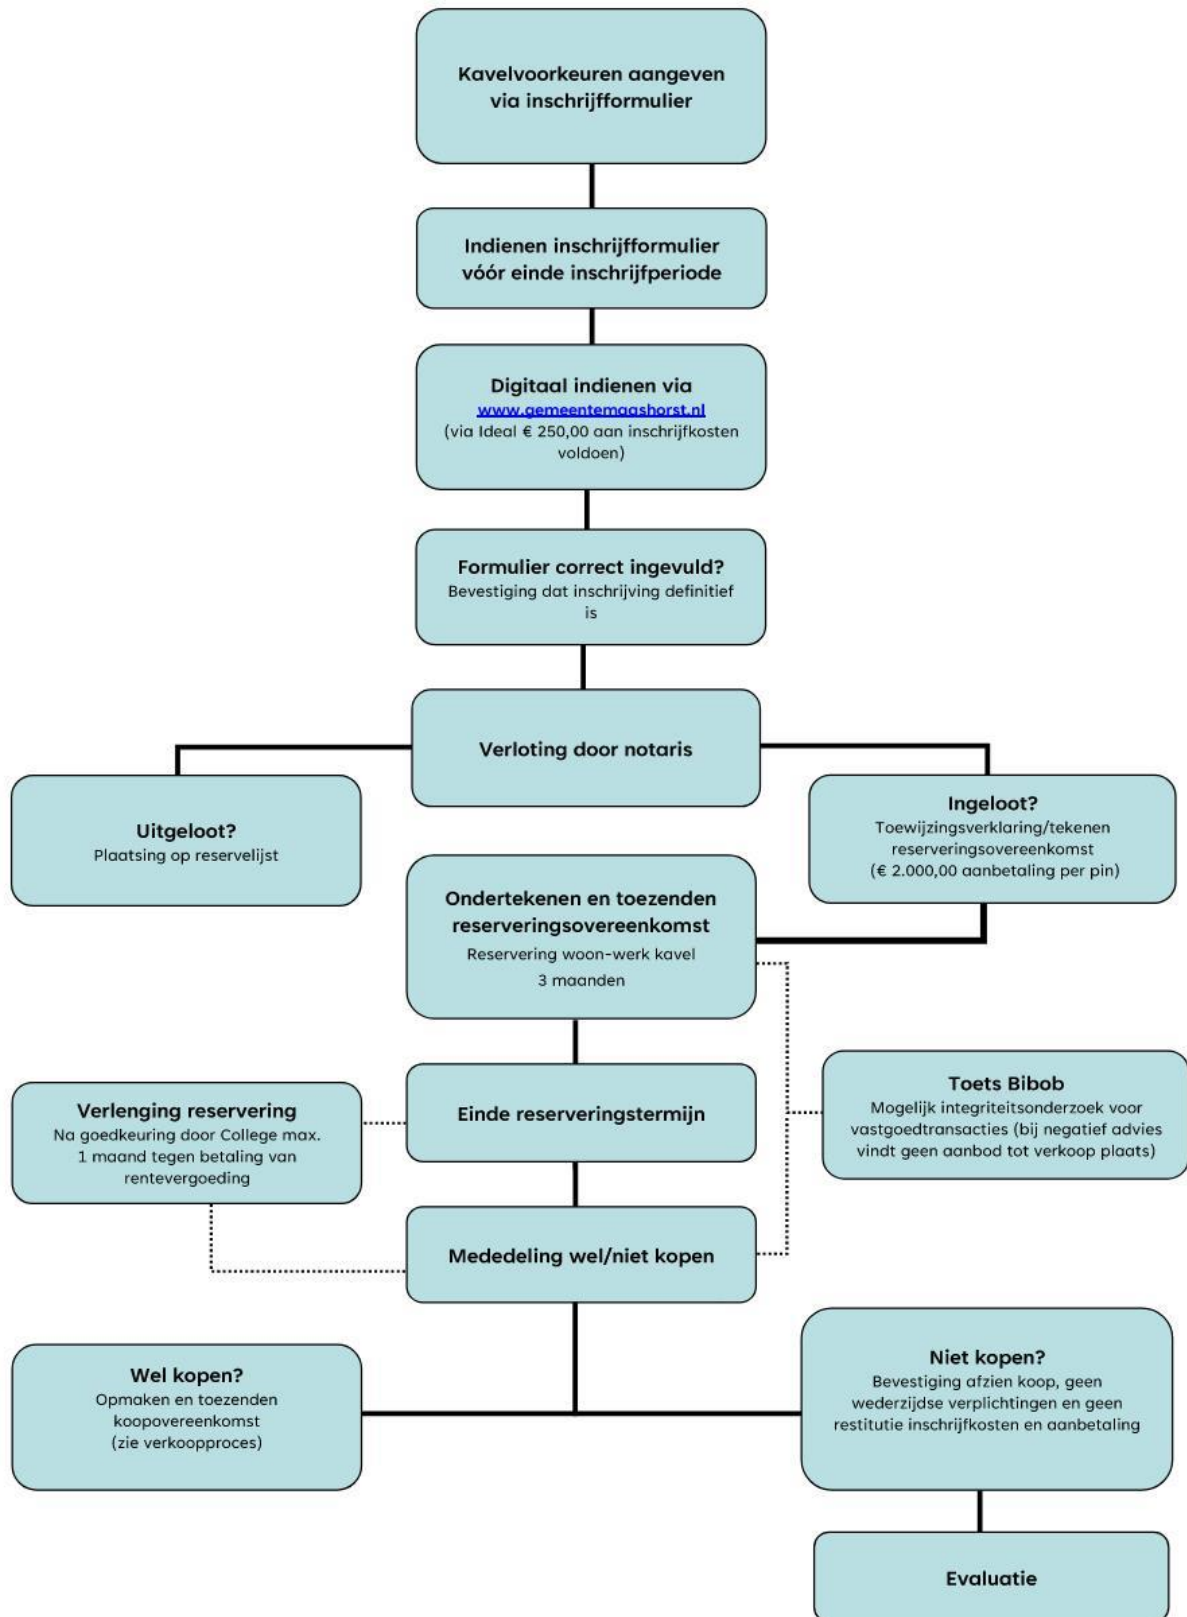 Kavelvoorkeuren aangeven
via inschrijfformulier
Indienen inschrijfformulier
vóór einde inschrijfperiode
Digitaal indienen via
www.gemeentemaashorst.nl
(via Ideal € 250,00 aan inschrijfkosten
voldoen)
Formulier correct ingevuld?
Bevestiging dat inschrijving definitief
is
Verloting door notaris
Uitgeloot?
Plaatsing op reservelijst
Ingeloot?
Toewijzingsverklaring/tekenen
reserveringsovereenkomst
(€ 2.000,00 aanbetaling per pin)
Ondertekenen en toezenden
reserveringsovereenkomst
Reservering woon-werk kavel
3 maanden
Einde reserveringstermijn
Verlenging reservering
Na goedkeuring door College max.
1 maand tegen betaling van
rentevergoeding
Toets Bibob
Mogelijk integriteitsonderzoek voor
vastgoedtransacties (bij negatief advies
vindt geen aanbod tot verkoop plaats)
Mededeling wel/niet kopen
Wel kopen?
Opmaken en toezenden
koopovereenkomst
(zie verkoopproces)
Niet kopen?
Bevestiging afzien koop, geen
wederzijdse verplichtingen en geen
restitutie inschrijfkosten en aanbetaling
Evaluatie